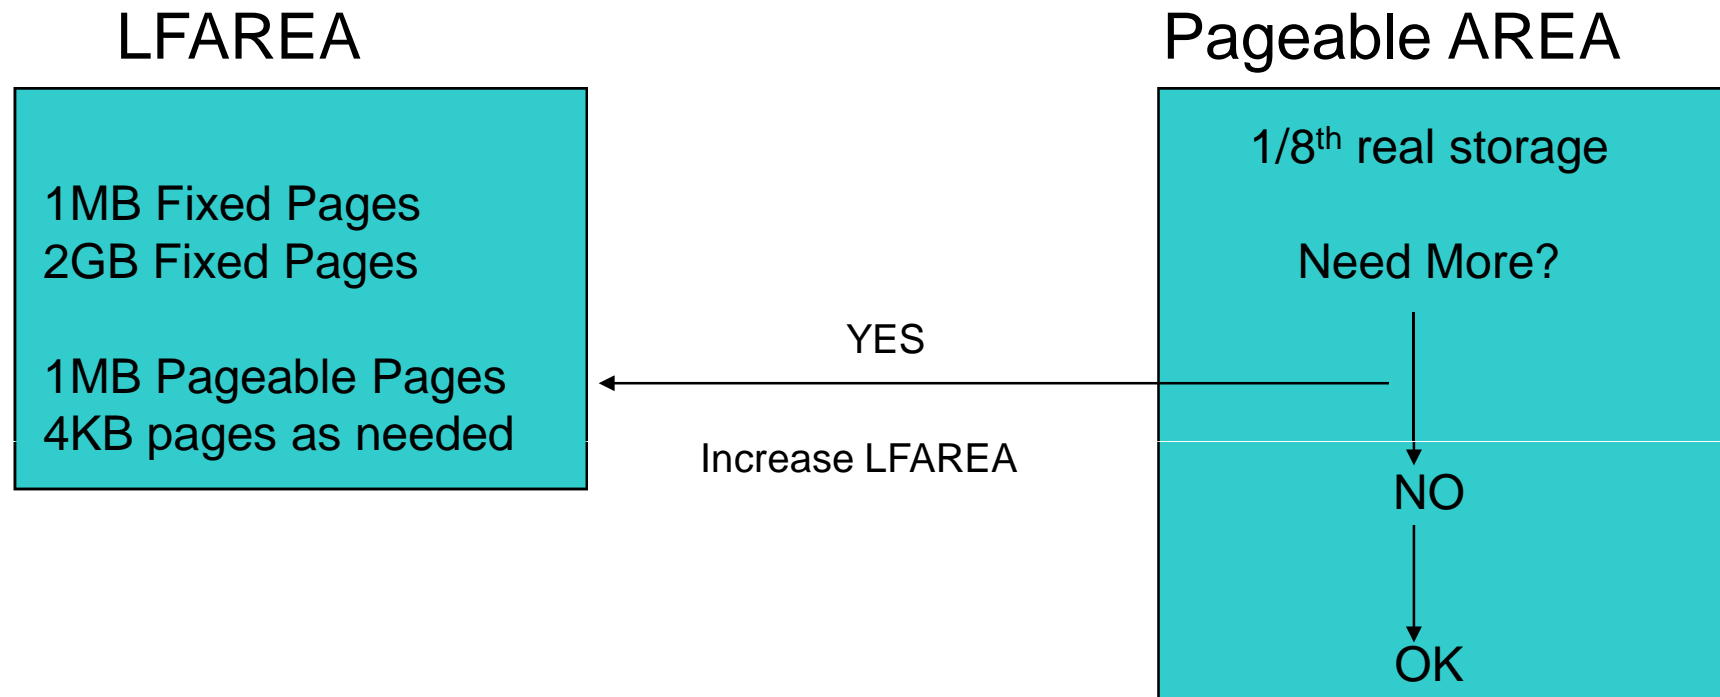 LFAREA
1MB Fixed Pages
2GB Fixed Pages
1MB Pageable Pages
4KB pages as needed
YES
Increase LFAREA
Pageable AREA
1/8th real storage
Need More?
NO
OK